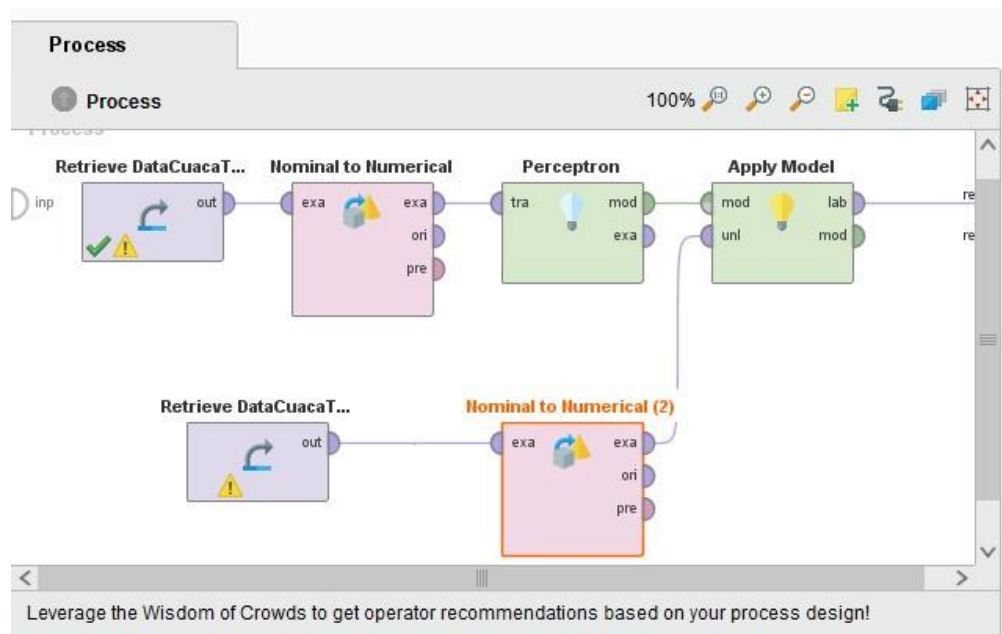 Process
Process
100%
Process
Retrieve DataCuacaT...
Nominal to Numerical
Perceptron
Apply Model
inp
out
exa
exa
ori
pre
tra
mod
exa
mod
lab
unl
mod
re
re
Retrieve DataCuacaT...
Nominal to Numerical (2)
out
exa
exa
ori
pre
Leverage the Wisdom of Crowds to get operator recommendations based on your process design!